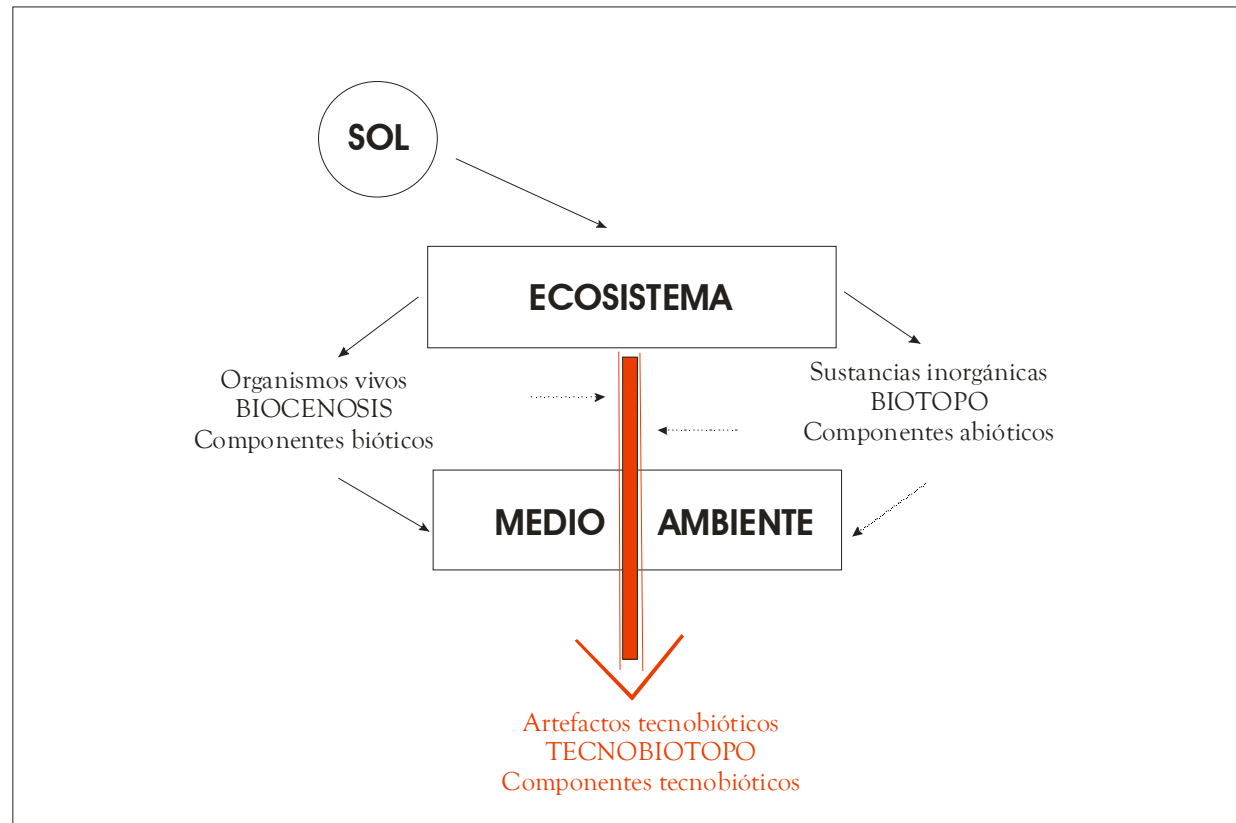 SOL
ECOSISTEMA
Organismos vivos
BIOCENOSIS
Componentes bióticos
Sustancias inorgánicas
BIOTOPO
Componentes abióticos
MEDIO AMBIENTE
Artefactos tecnobióticos
TECNOBIOTOPO
Componentes tecnobióticos